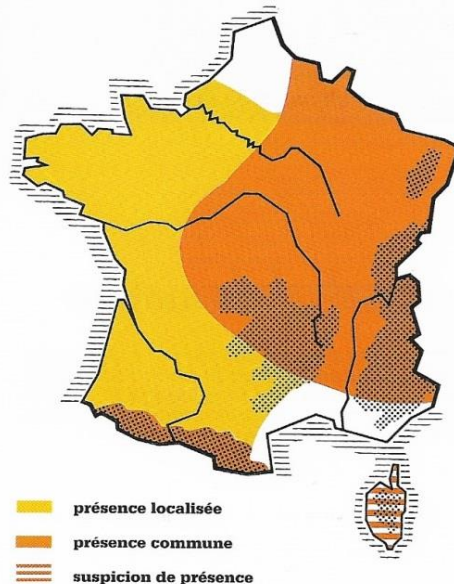 présence localisée
présence commune
suspicion de présence